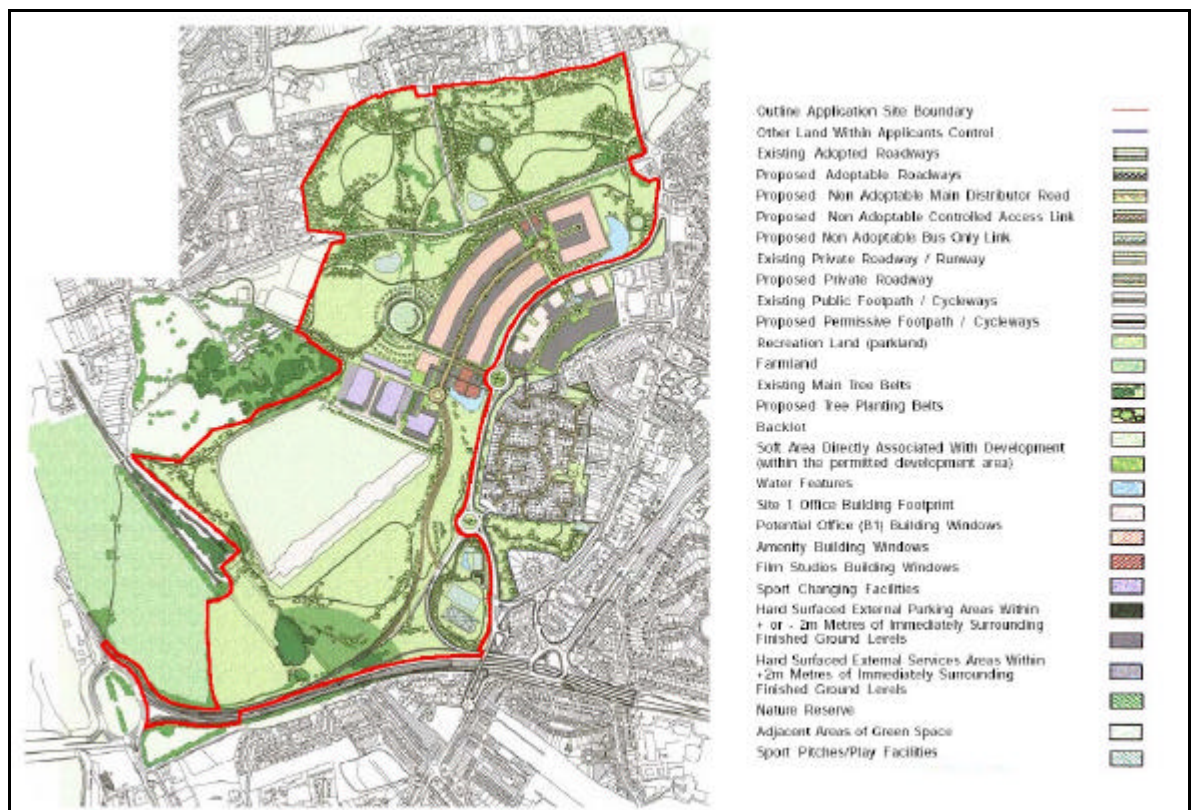 Outline Application Site Boundary
Other Land Within Applicants Control
Existing Adopted Roadways
Proposed Adoptable Roadways
Proposed Non Adoptable Main Distributor Road
Proposed Non Adoptable Controlled Access Link
Proposed Non Adoptable Bus Only Link
Existing Private Roadway / Runway
Proposed Private Roadway
Existing Public Footpath / Cycleways
Proposed Permissive Footpath / Cycleways
Recreation Land (parkland)
Farmland
Existing Main Tree Belts
Proposed Tree Planting Belts
Backlot
Soft Area Directly Associated With Development
(within the permitted development area)
Water Features
Site 1 Office Building Footprint
Potential Office (B1) Building Windows
Amenity Building Windows
Film Studios Building Windows
Sport Changing Facilities
Hard Surfaced External Parking Areas Within
+ or - 2m Metres of Immediately Surrounding
Finished Ground Levels
Hard Surfaced External Services Areas Within
+2m Metres of Immediately Surrounding
Finished Ground Levels
Nature Reserve
Adjacent Areas of Green Space
Sport Pitches/Play Facilities